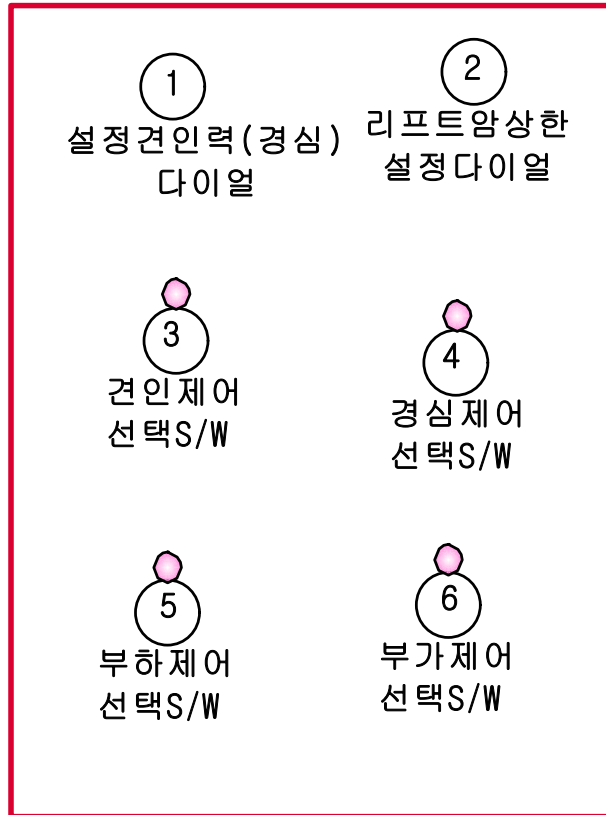 1
설정견인력(경심)
다이얼
2
리프트암상한
설정다이얼
3
견인제어
선택S/W
4
경심제어
선택S/W
5
부하제어
선택S/W
6
부가제어
선택S/W